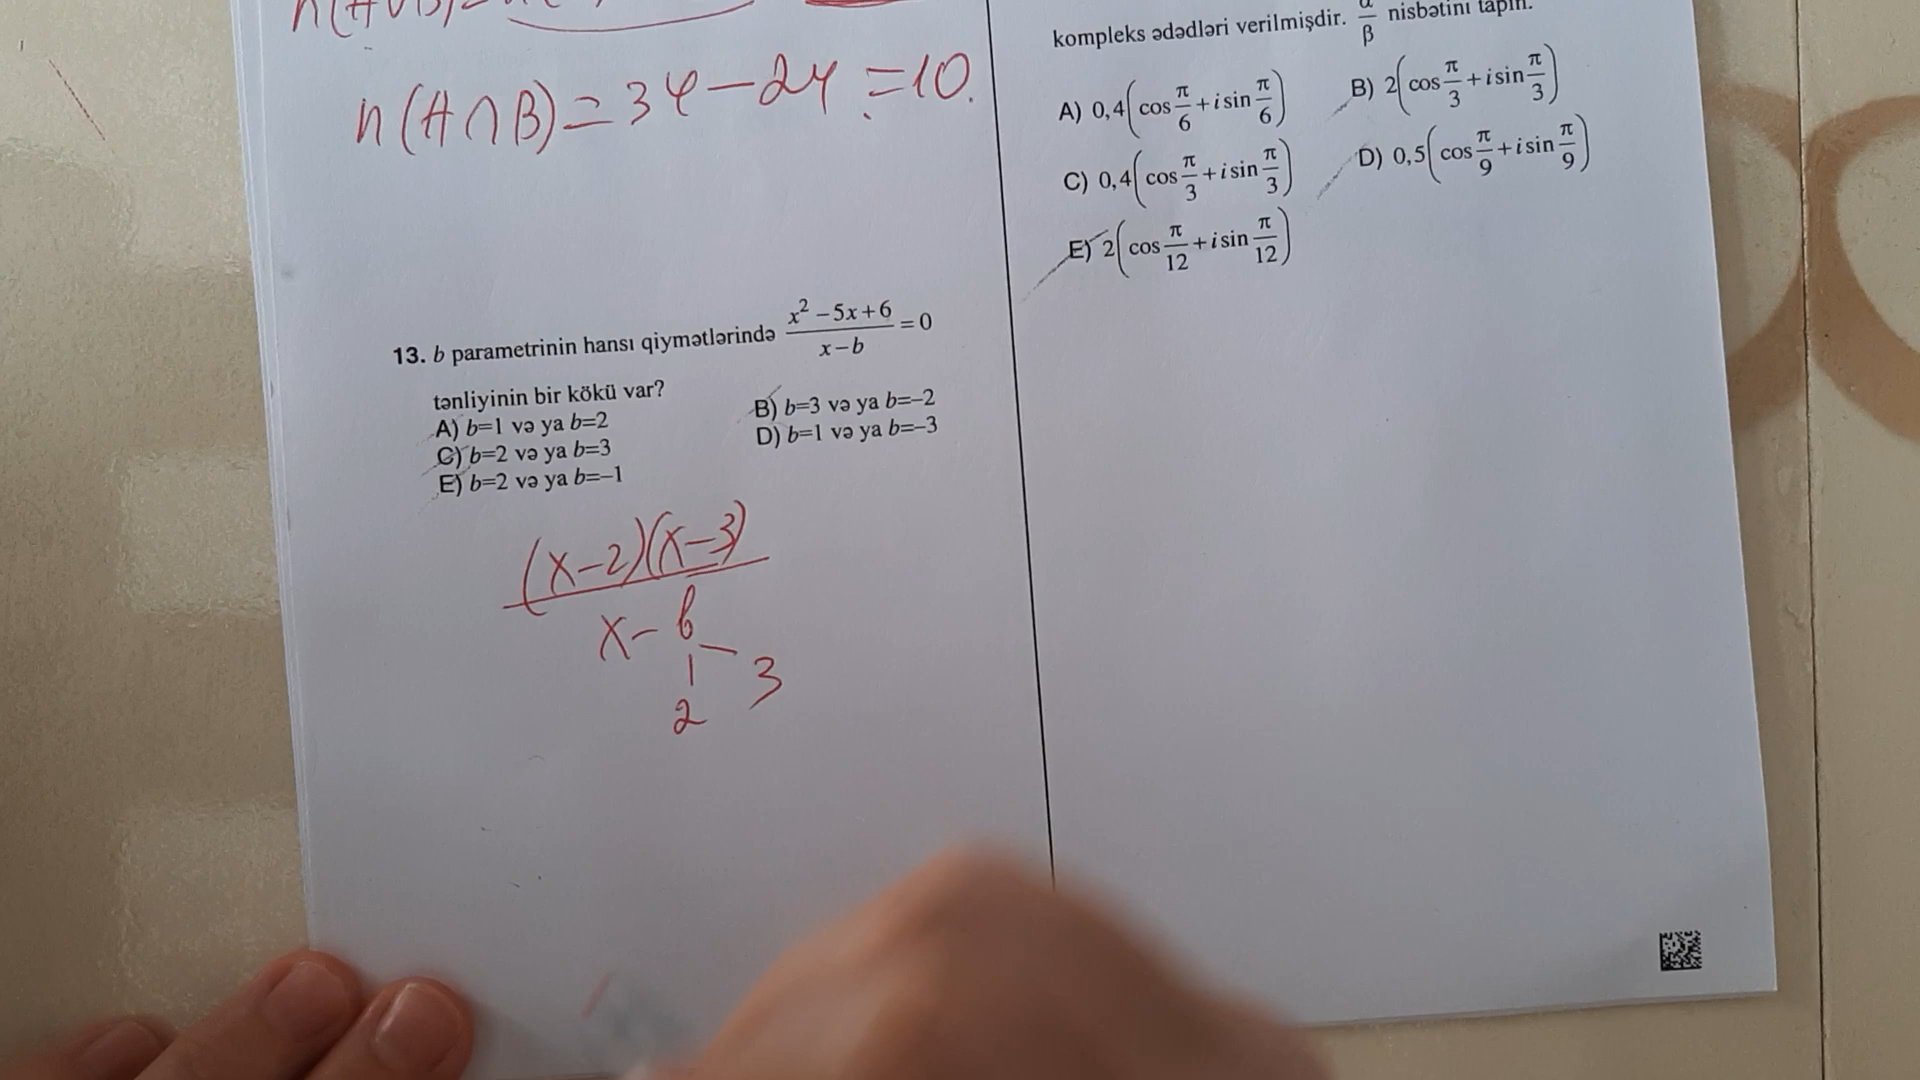 n(A∩B)=34-24=10.
13. b parametrinin hansı qiymətlərində (x² – 5x + 6)/(x – b) = 0
tənliyinin bir kökü var?
A) b=1 və ya b=2
B) b=3 və ya b=–2
C) b=2 və ya b=3
D) b=1 və ya b=–3
E) b=2 və ya b=–1
(x-2)(x-3)
x-b
2 3
kompleks ədədləri verilmişdir. α/β nisbətini tapın.
A) 0,4(cos π/6 + i sin π/6)
B) 2(cos π/3 + i sin π/3)
C) 0,4(cos π/3 + i sin π/3)
D) 0,5(cos π/9 + i sin π/9)
E) 2(cos π/12 + i sin π/12)